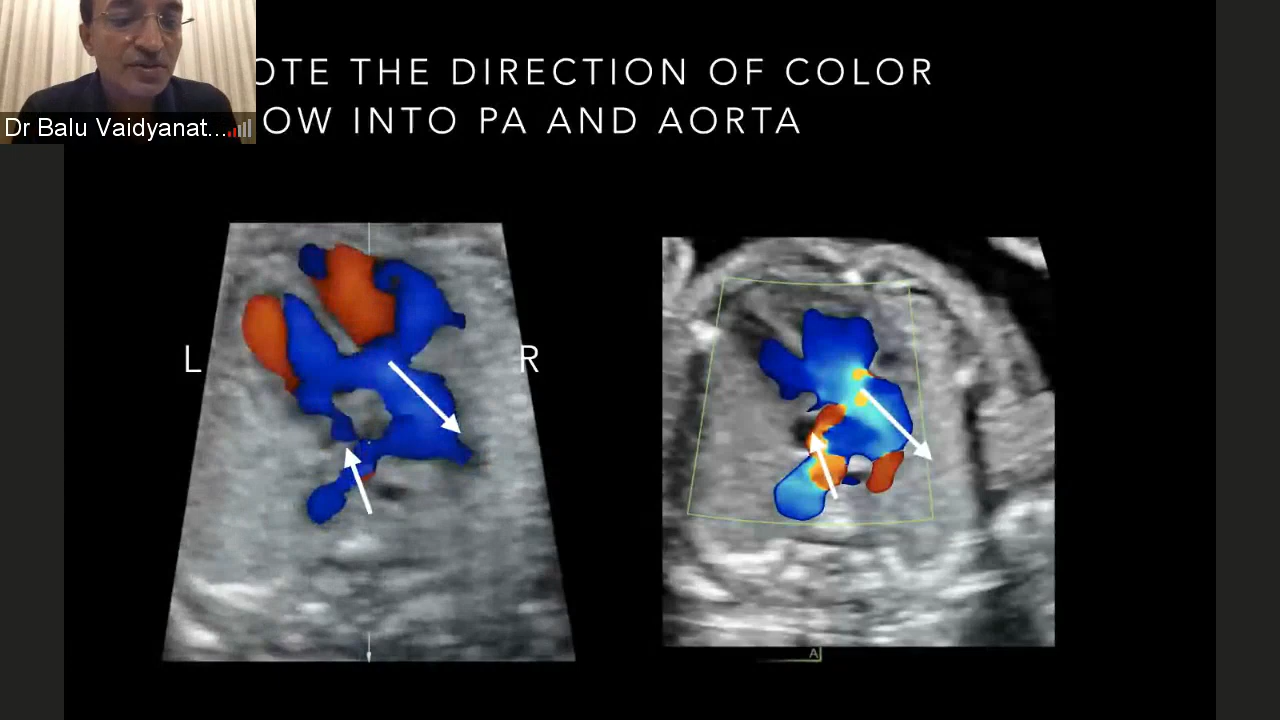 OTE THE DIRECTION OF COLOR
OW INTO PA AND AORTA
Dr Balu Vaidyanat...
L
R
A